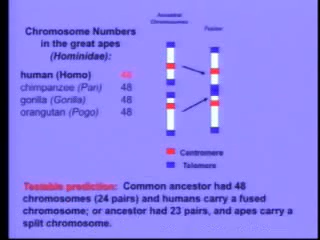 Ancestral
Chromosomes
Fusion
Chromosome Numbers
in the great apes
(Hominidae):
human (Homo) 46
chimpanzee (Pan) 48
gorilla (Gorilla) 48
orangutan (Pogo) 48
Centromere
Telomere
Testable prediction: Common ancestor had 48
chromosomes (24 pairs) and humans carry a fused
chromosome; or ancestor had 23 pairs, and apes carry a
split chromosome.